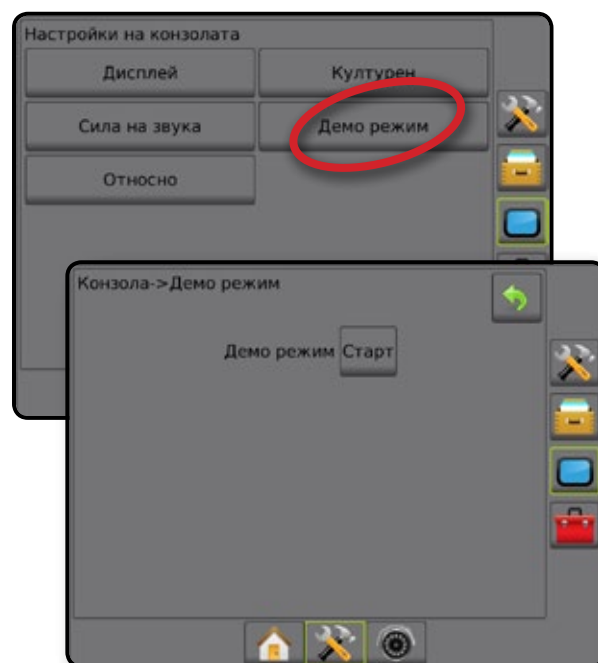 Настройки на конзолата
Дисплей Културен
Сила на звука Демо режим
Относно
Конзола->Демо режим
Демо режим Старт